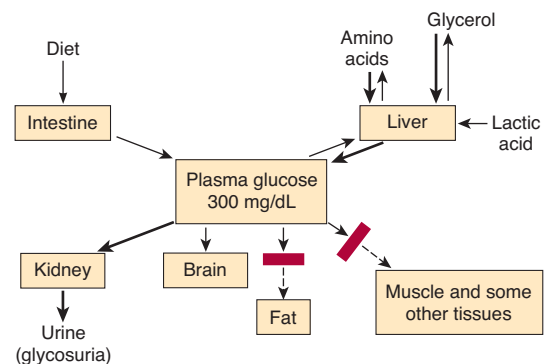 Diet
Amino
acids
Glycerol
Intestine
Liver
Lactic
acid
Plasma glucose
300 mg/dL
Kidney
Brain
Fat
Muscle and some
other tissues
Urine
(glycosuria)